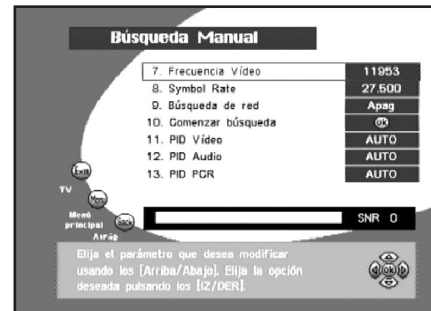 Búsqueda Manual
7. Frecuencia Vídeo 11953
8. Symbol Rate 27.500
9. Búsqueda de red Apag
10. Comenzar búsqueda ok
11. PID Vídeo AUTO
12. PID Audio AUTO
13. PID PCR AUTO
Exit
TV
Menu
Menú
principal
Back
Atrás
SNR 0
Elija el parámetro que desea modificar
usando los [Arriba/Abajo]. Elija la opción
deseada pulsando los [IZ/DER].
ok